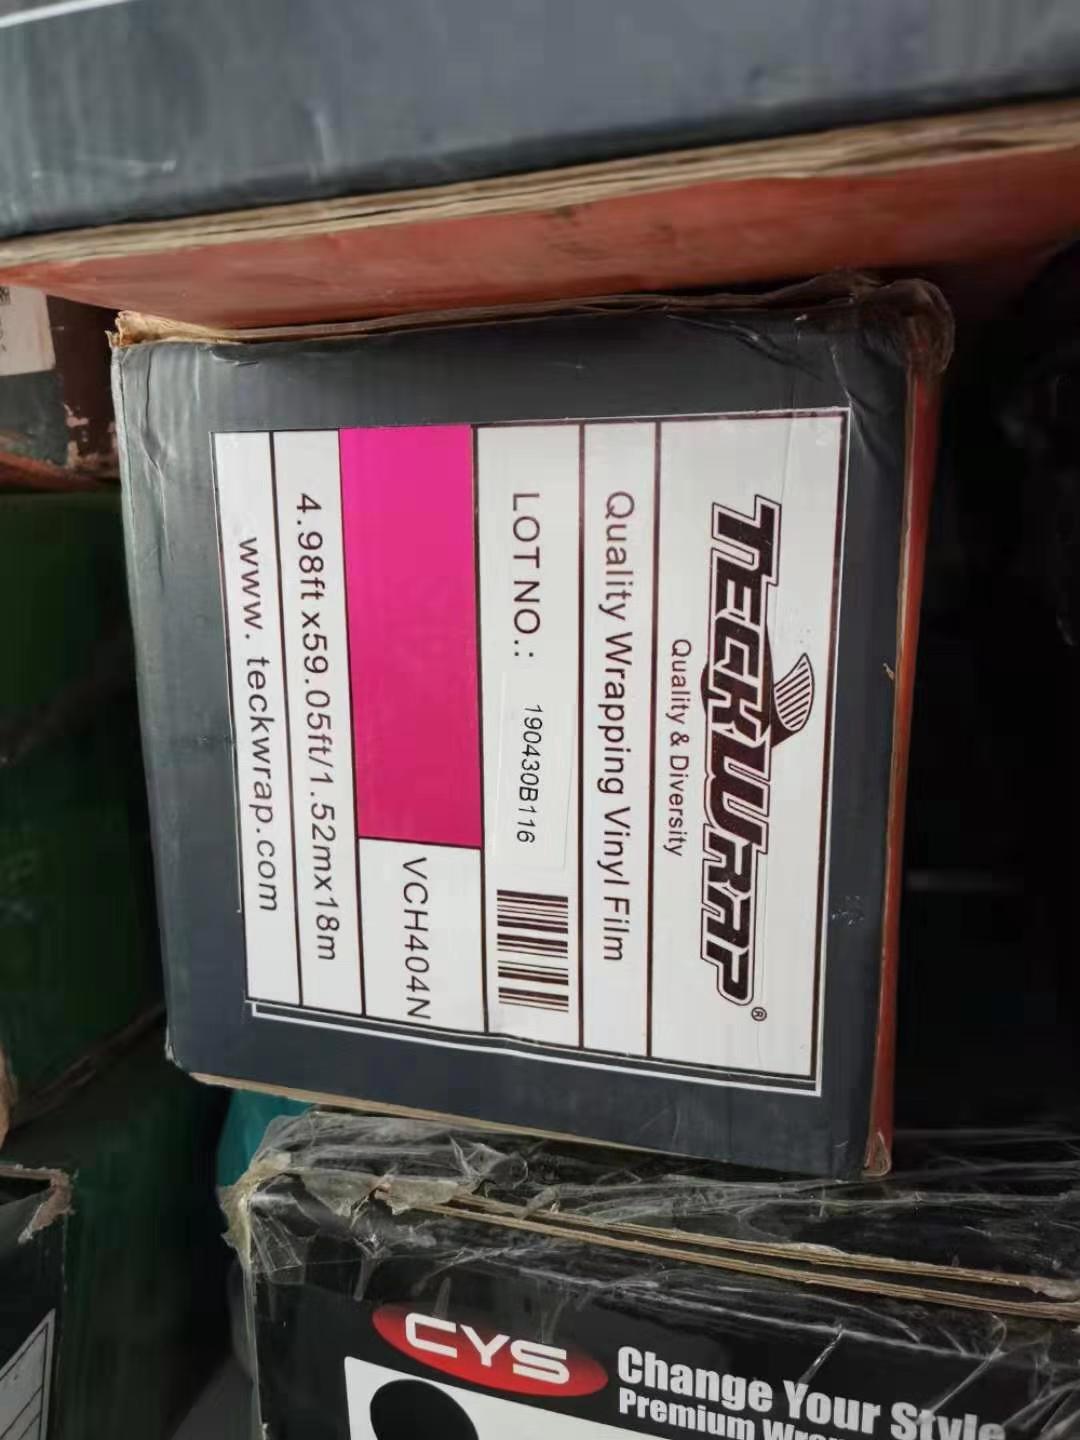 TECKWRAP®
Quality & Diversity
Quality Wrapping Vinyl Film
LOT NO.: 190430B116
VCH404N
4.98ft x59.05ft/1.52mx18m
www. teckwrap.com
CYS
Change Your Style
Premium